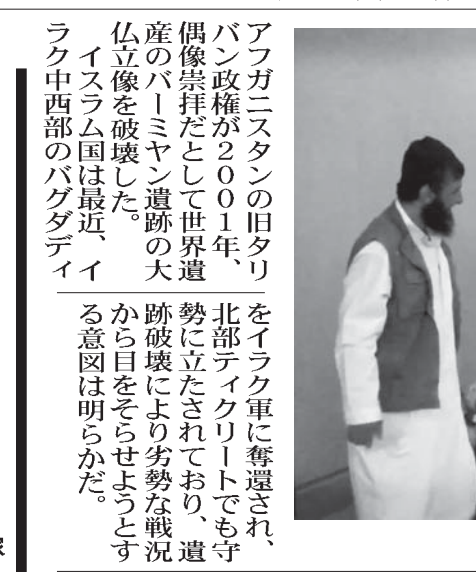 アフガニスタンの旧タリ
バン政権が2001年、
偶像崇拝だとして世界遺
産のバーミヤン遺跡の大
仏立像を破壊した。
　イスラム国は最近、イ
ラク中西部のバグダディ
をイラク軍に奪還され、
北部ティクリートでも守
勢に立たされており、遺
跡破壊により劣勢な戦況
から目をそらせようとす
る意図は明らかだ。